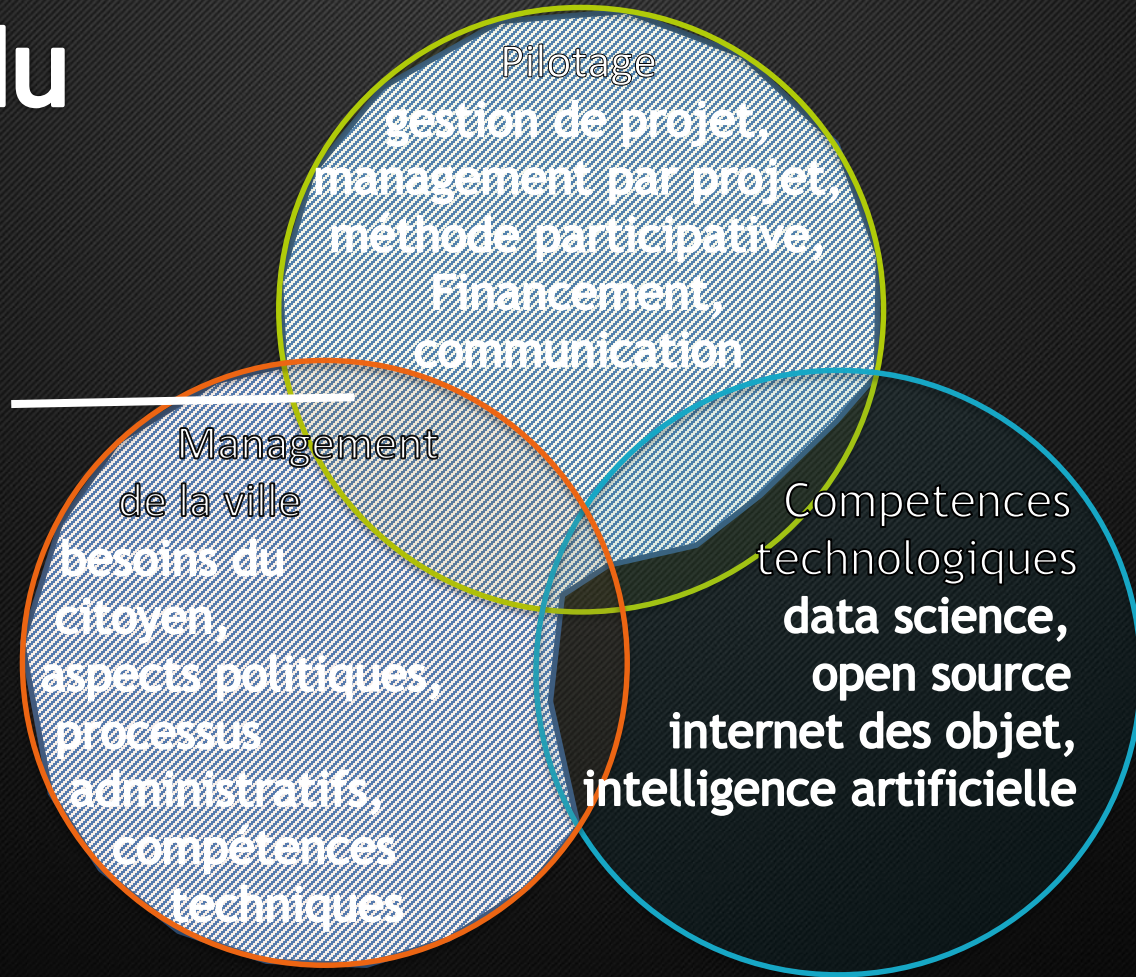 Pilotage
gestion de projet,
management par projet,
méthode participative,
Financement,
communication
Management
de la ville
besoins du
citoyen,
aspects politiques,
processus
administratifs,
compétences
techniques
Competences
technologiques
data science,
open source
internet des objet,
intelligence artificielle